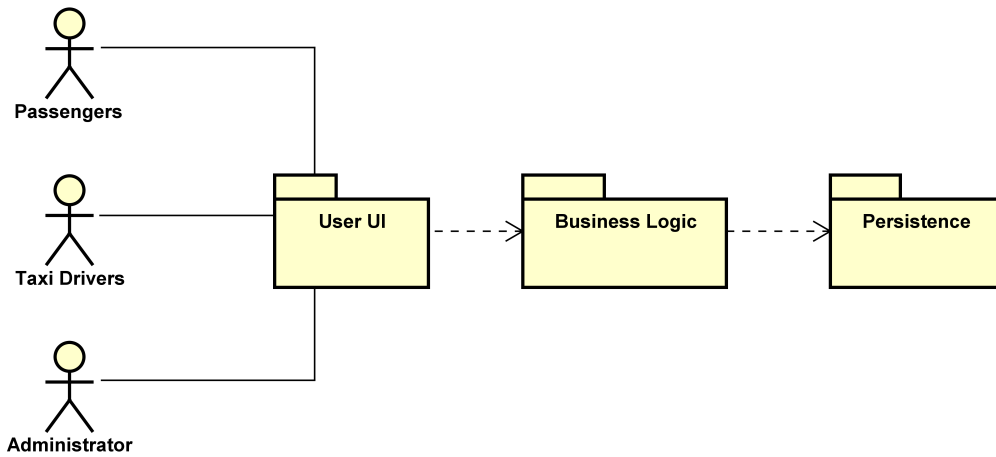 Passengers
User UI
Business Logic
Persistence
Taxi Drivers
Administrator